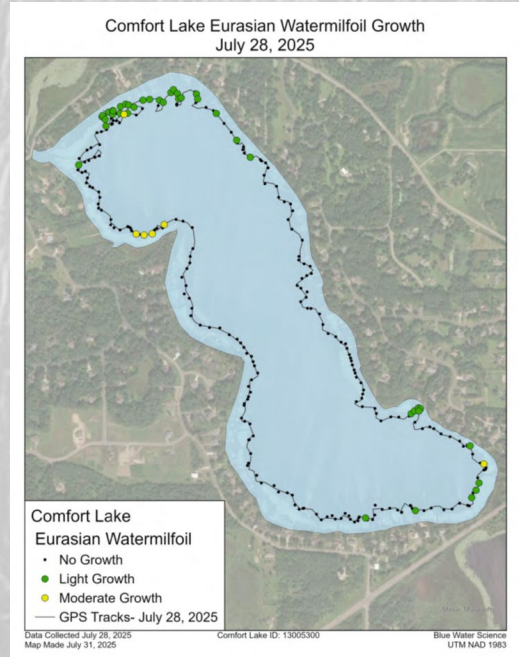 Comfort Lake Eurasian Watermilfoil Growth
July 28, 2025
Comfort Lake
Eurasian Watermilfoil
No Growth
Light Growth
Moderate Growth
GPS Tracks- July 28, 2025
Data Collected July 28, 2025
Map Made July 31, 2025
Comfort Lake ID: 13005300
Blue Water Science
UTM NAD 1983